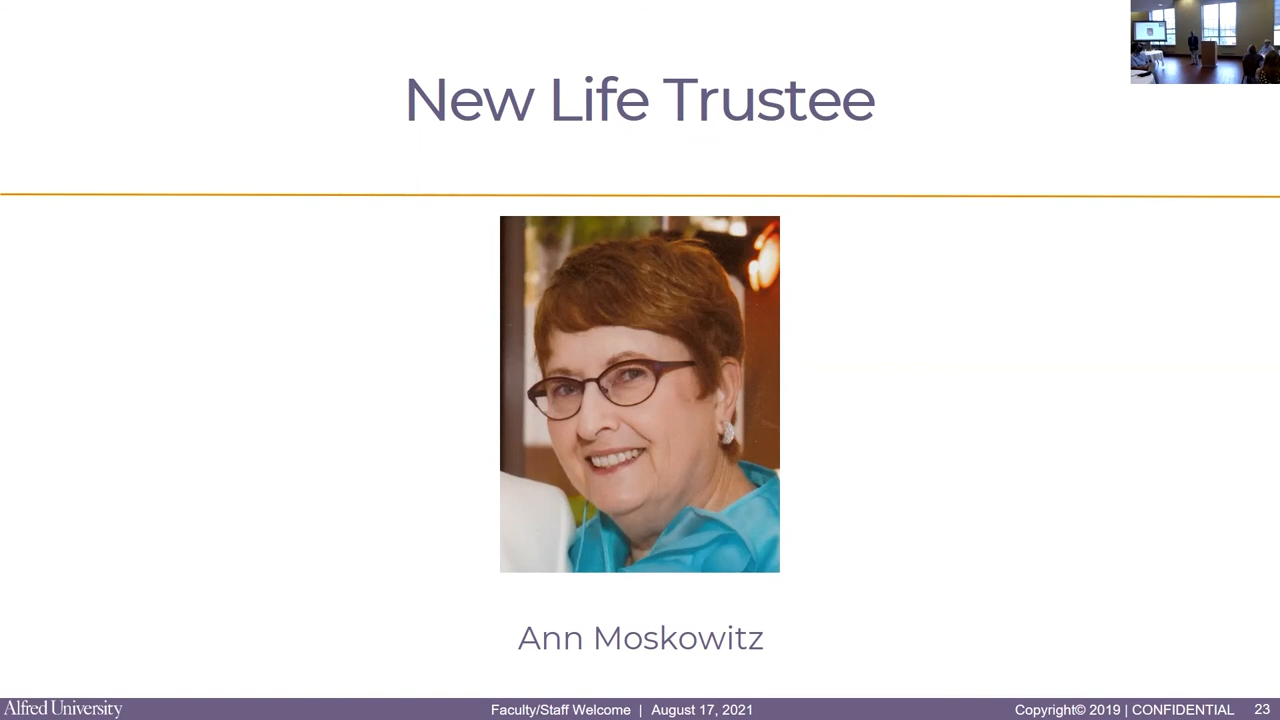 New Life Trustee
Ann Moskowitz
Alfred University
Faculty/Staff Welcome | August 17, 2021
Copyright© 2019 | CONFIDENTIAL
23